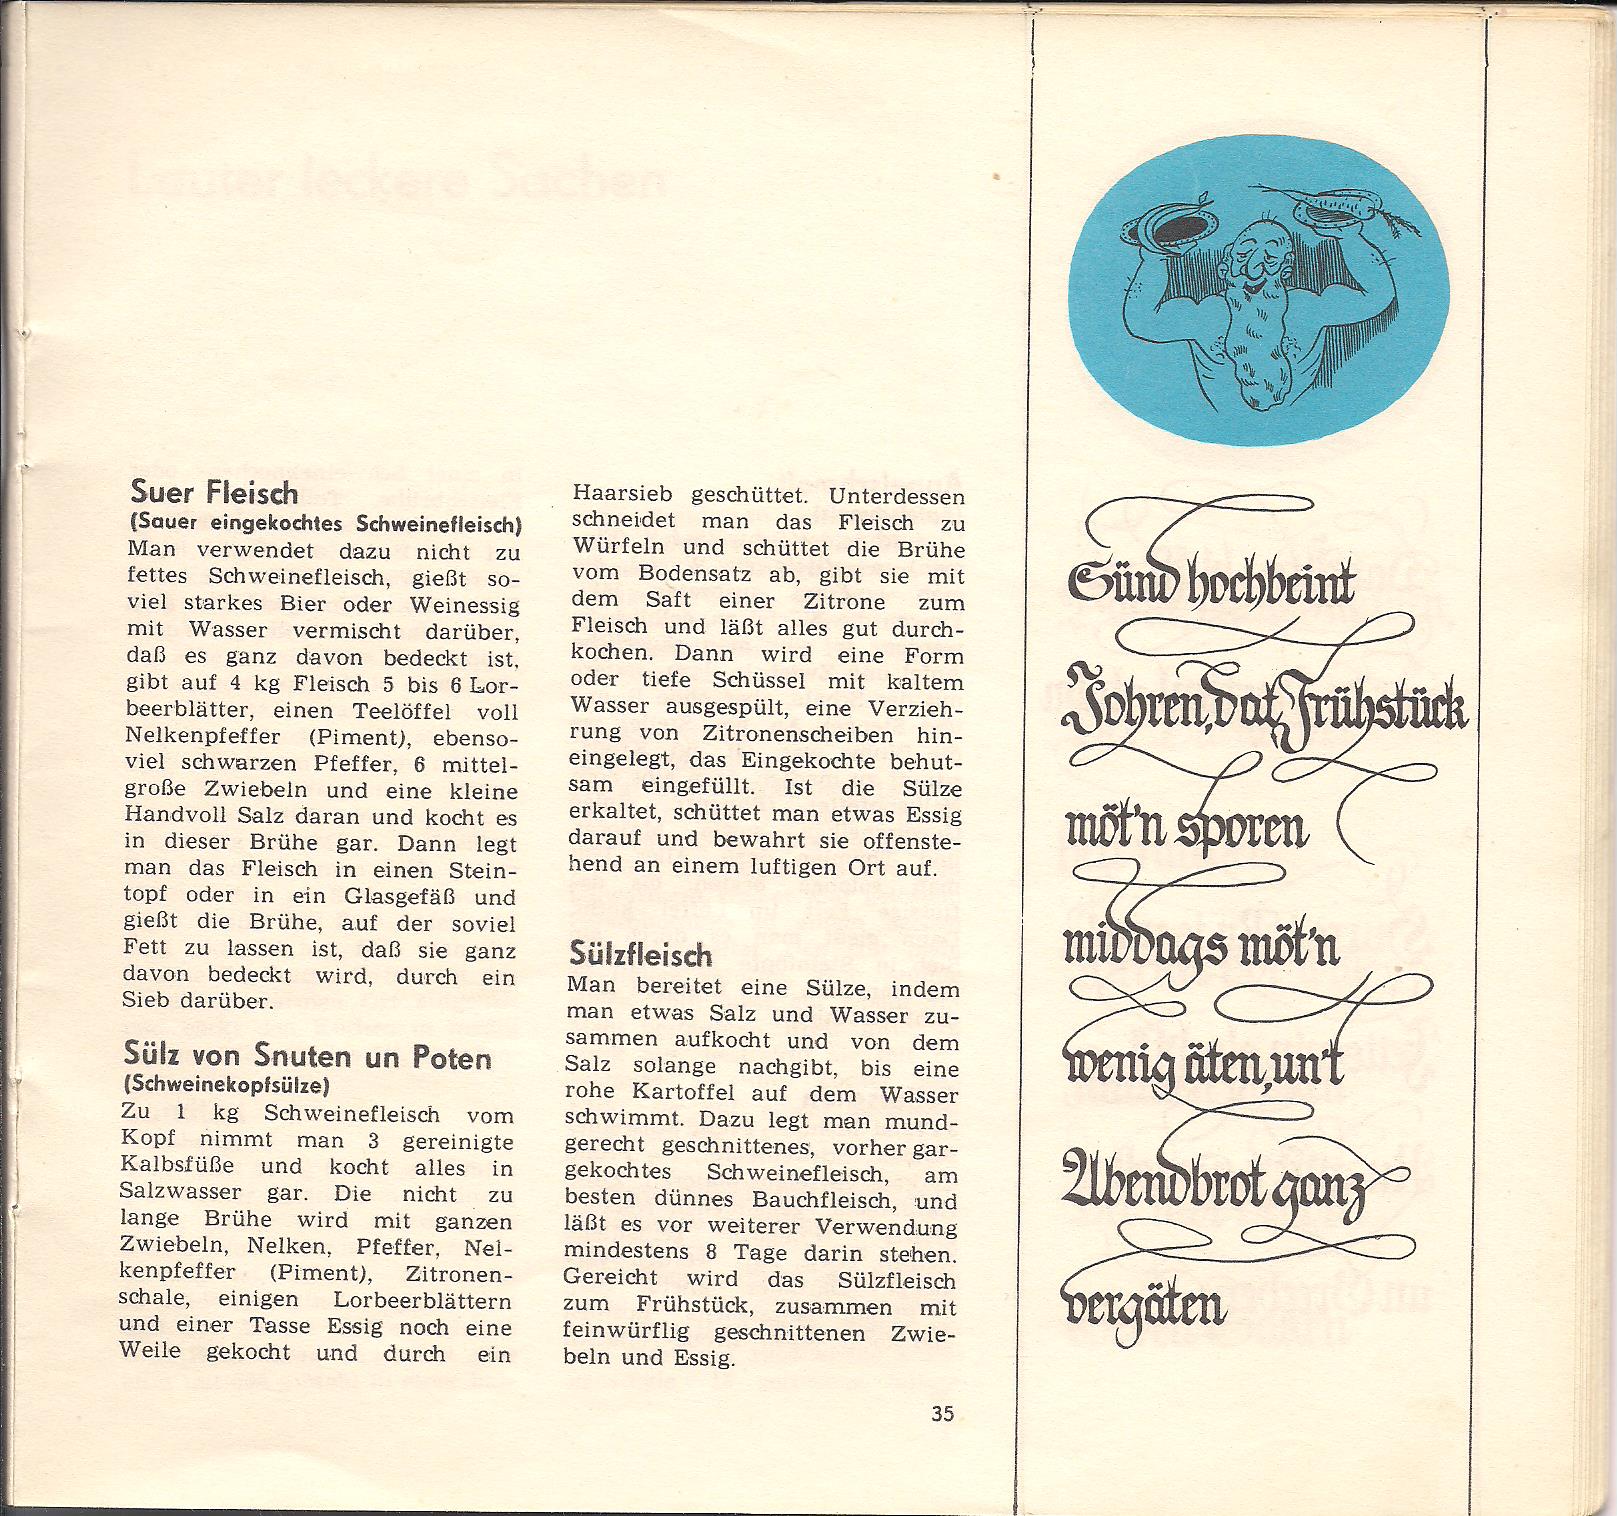 Suer Fleisch
(Sauer eingekochtes Schweinefleisch)
Man verwendet dazu nicht zu
fettes Schweinefleisch, gießt so-
viel starkes Bier oder Weinessig
mit Wasser vermischt darüber,
daß es ganz davon bedeckt ist,
gibt auf 4 kg Fleisch 5 bis 6 Lor-
beerblätter, einen Teelöffel voll
Nelkenpfeffer (Piment), ebenso-
viel schwarzen Pfeffer, 6 mittel-
große Zwiebeln und eine kleine
Handvoll Salz daran und kocht es
in dieser Brühe gar. Dann legt
man das Fleisch in einen Stein-
topf oder in ein Glasgefäß und
gießt die Brühe, auf der soviel
Fett zu lassen ist, daß sie ganz
davon bedeckt wird, durch ein
Sieb darüber.
Sülz von Snuten un Poten
(Schweinekopfsülze)
Zu 1 kg Schweinefleisch vom
Kopf nimmt man 3 gereinigte
Kalbsfüße und kocht alles in
Salzwasser gar. Die nicht zu
lange Brühe wird mit ganzen
Zwiebeln, Nelken, Pfeffer, Nel-
kenpfeffer (Piment), Zitronen-
schale, einigen Lorbeerblättern
und einer Tasse Essig noch eine
Weile gekocht und durch ein
Haarsieb geschüttet. Unterdessen
schneidet man das Fleisch zu
Würfeln und schüttet die Brühe
vom Bodensatz ab, gibt sie mit
dem Saft einer Zitrone zum
Fleisch und läßt alles gut durch-
kochen. Dann wird eine Form
oder tiefe Schüssel mit kaltem
Wasser ausgespült, eine Verzieh-
rung von Zitronenscheiben hin-
eingelegt, das Eingekochte behut-
sam eingefüllt. Ist die Sülze
erkaltet, schüttet man etwas Essig
darauf und bewahrt sie offenste-
hend an einem luftigen Ort auf.
Sülzfleisch
Man bereitet eine Sülze, indem
man etwas Salz und Wasser zu-
sammen aufkocht und von dem
Salz solange nachgibt, bis eine
rohe Kartoffel auf dem Wasser
schwimmt. Dazu legt man mund-
gerecht geschnittenes, vorher gar-
gekochtes Schweinefleisch, am
besten dünnes Bauchfleisch, und
läßt es vor weiterer Verwendung
mindestens 8 Tage darin stehen.
Gereicht wird das Sülzfleisch
zum Frühstück, zusammen mit
feinwürflig geschnittenen Zwie-
beln und Essig.
35
Sünd hochbeint
Johren, dat Frühstück
möt'n sporen
middags möt'n
wenig äten, un't
Abendbrot ganz
vergäten